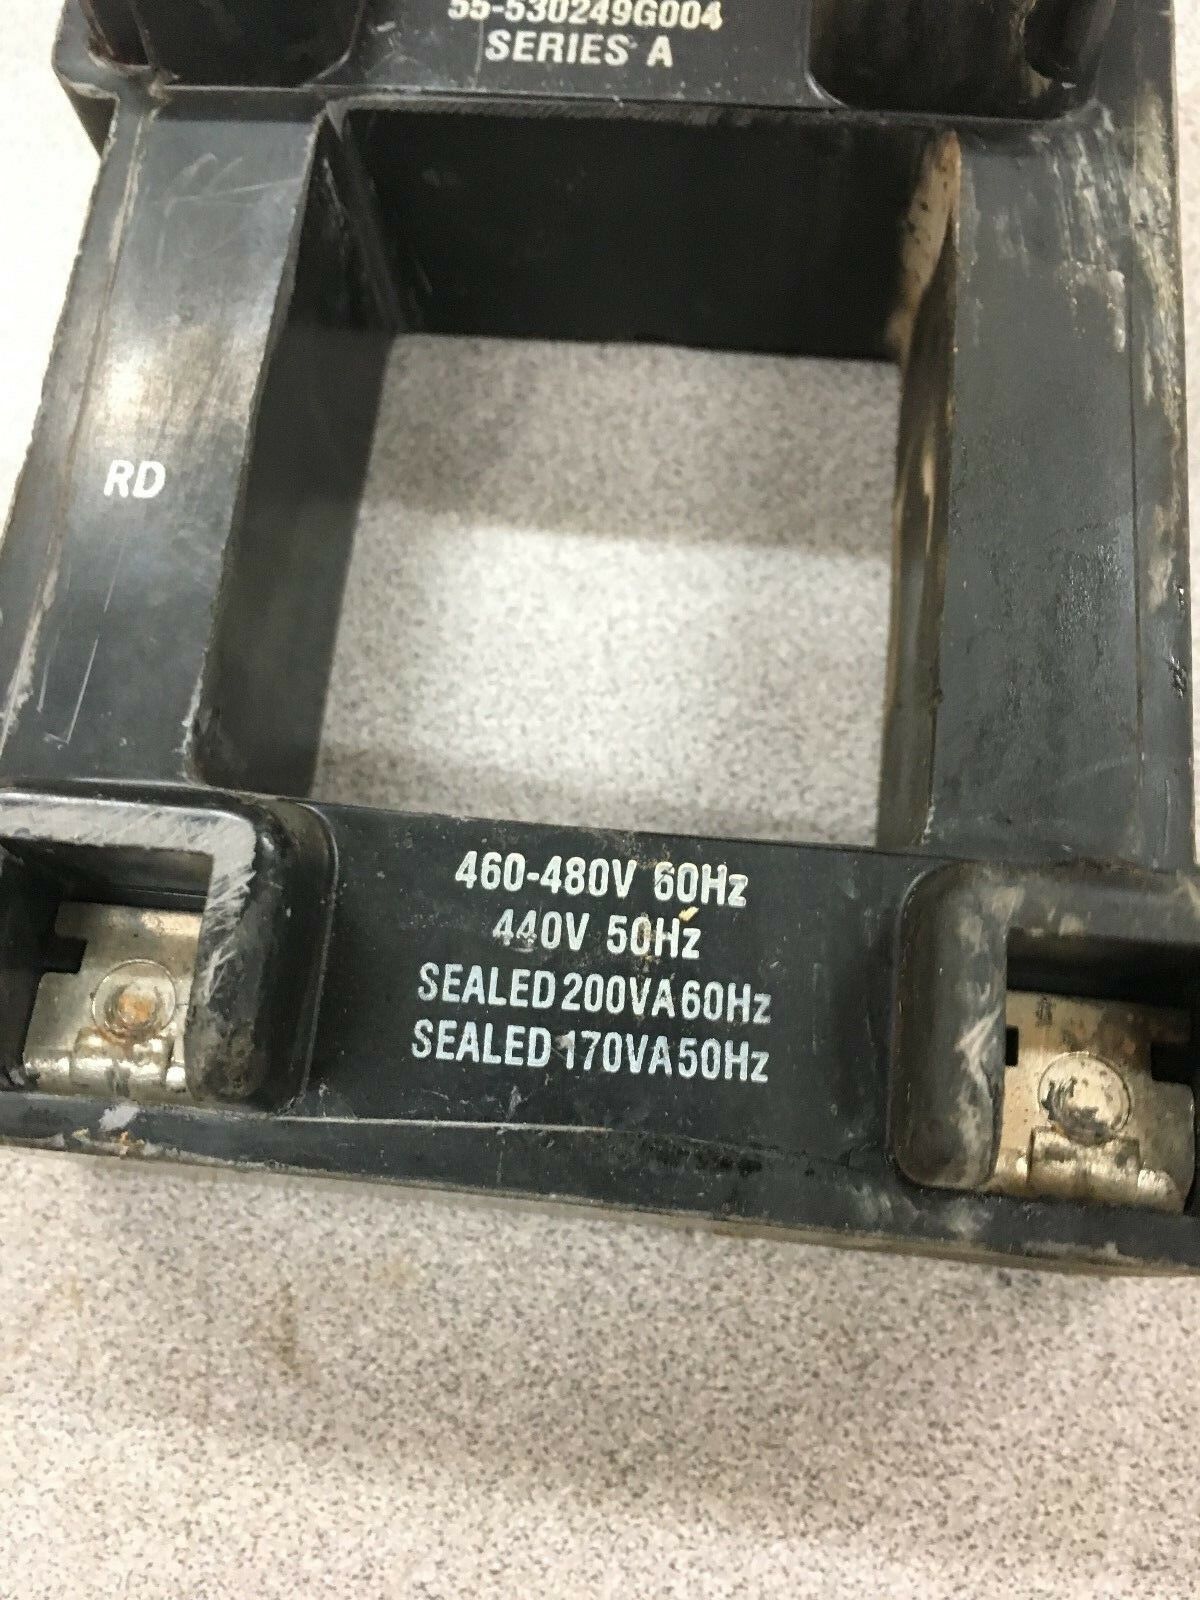 55-530249G004
SERIES A
RD
460-480V 60Hz
440V 50Hz
SEALED 200VA 60Hz
SEALED 170VA 50Hz